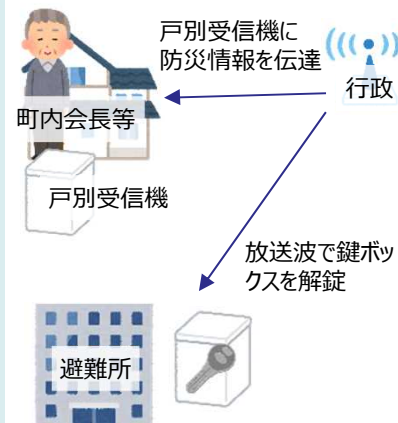 戸別受信機に
防災情報を伝達
行政
町内会長等
戸別受信機
放送波で鍵ボッ
クスを解錠
避難所